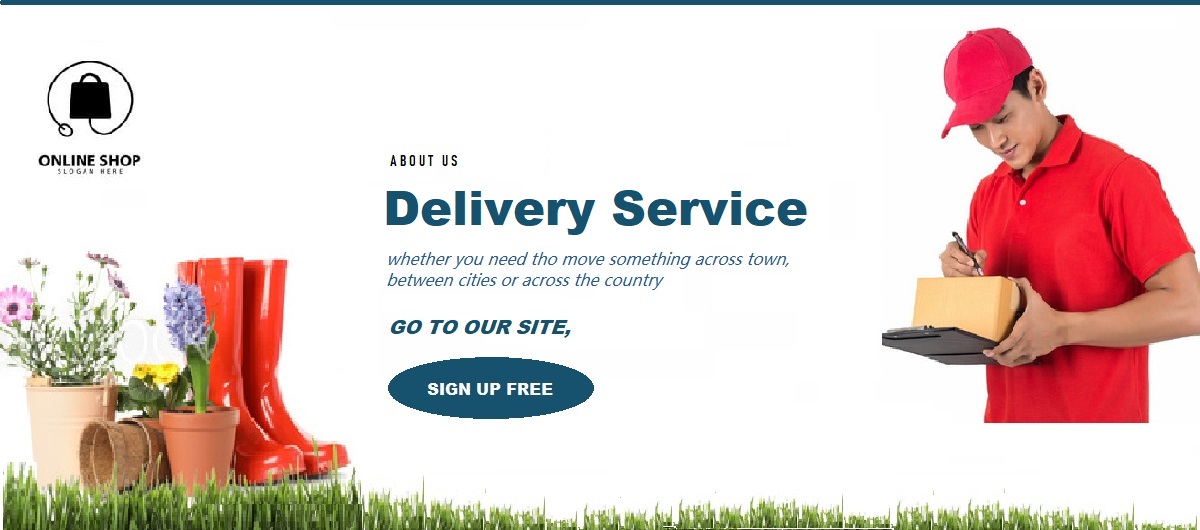 ONLINE SHOP
SLOGAN HERE
ABOUT US
Delivery Service
whether you need tho move something across town,
between cities or across the country
GO TO OUR SITE,
SIGN UP FREE